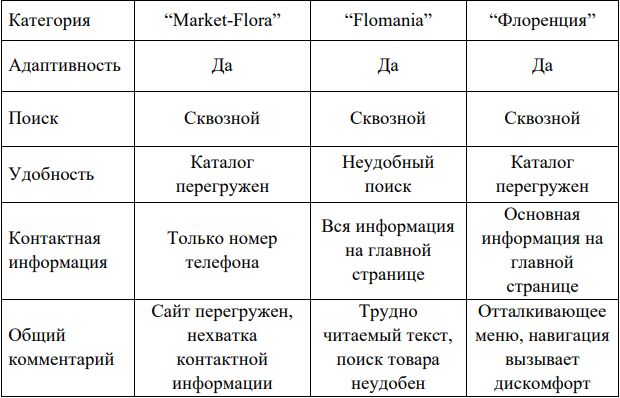 Категория “Market-Flora” “Flomania” “Флоренция”
Адаптивность Да Да Да
Поиск Сквозной Сквозной Сквозной
Удобность Каталог перегружен Неудобный поиск Каталог перегружен
Контактная информация Только номер телефона Вся информация на главной странице Основная информация на главной странице
Общий комментарий Сайт перегружен, нехватка контактной информации Трудно читаемый текст, поиск товара неудобен Отталкивающее меню, навигация вызывает дискомфорт